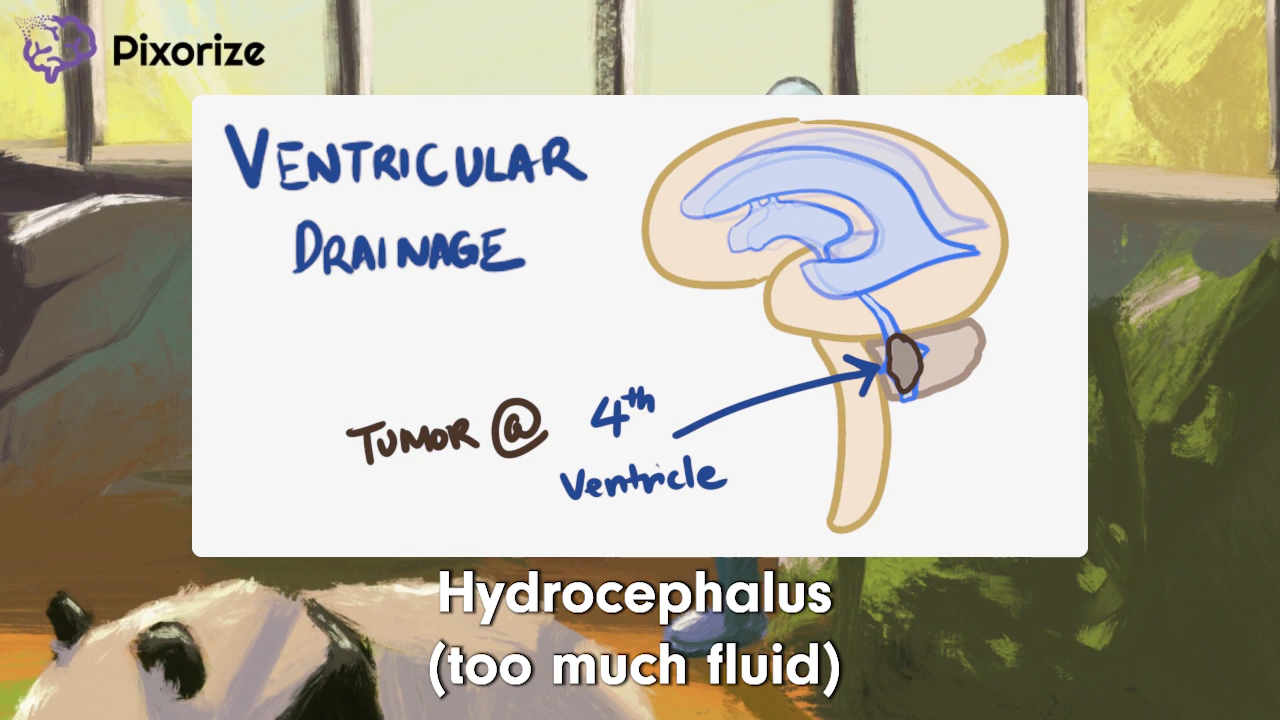 Pixorize
VENTRICULAR
DRAINAGE
TUMOR @ 4th
Ventricle
Hydrocephalus
(too much fluid)